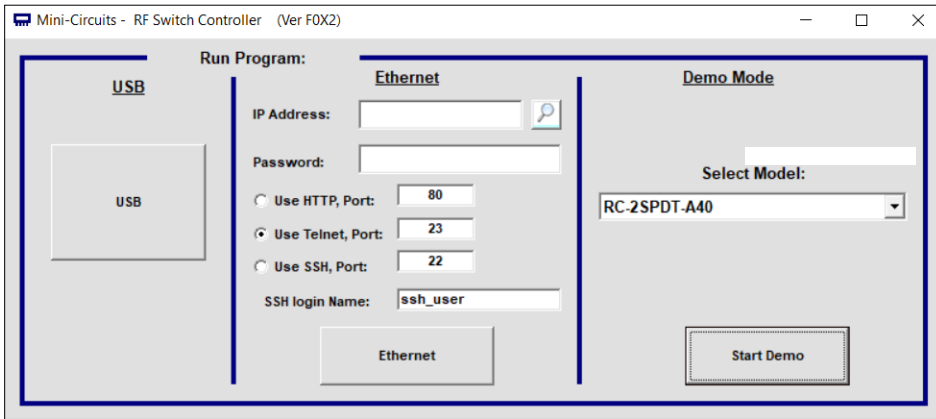 Mini-Circuits - RF Switch Controller (Ver F0X2)
Run Program:
USB
USB
Ethernet
IP Address:
Password:
Use HTTP, Port: 80
Use Telnet, Port: 23
Use SSH, Port: 22
SSH login Name: ssh_user
Ethernet
Demo Mode
Select Model:
RC-2SPDT-A40
Start Demo